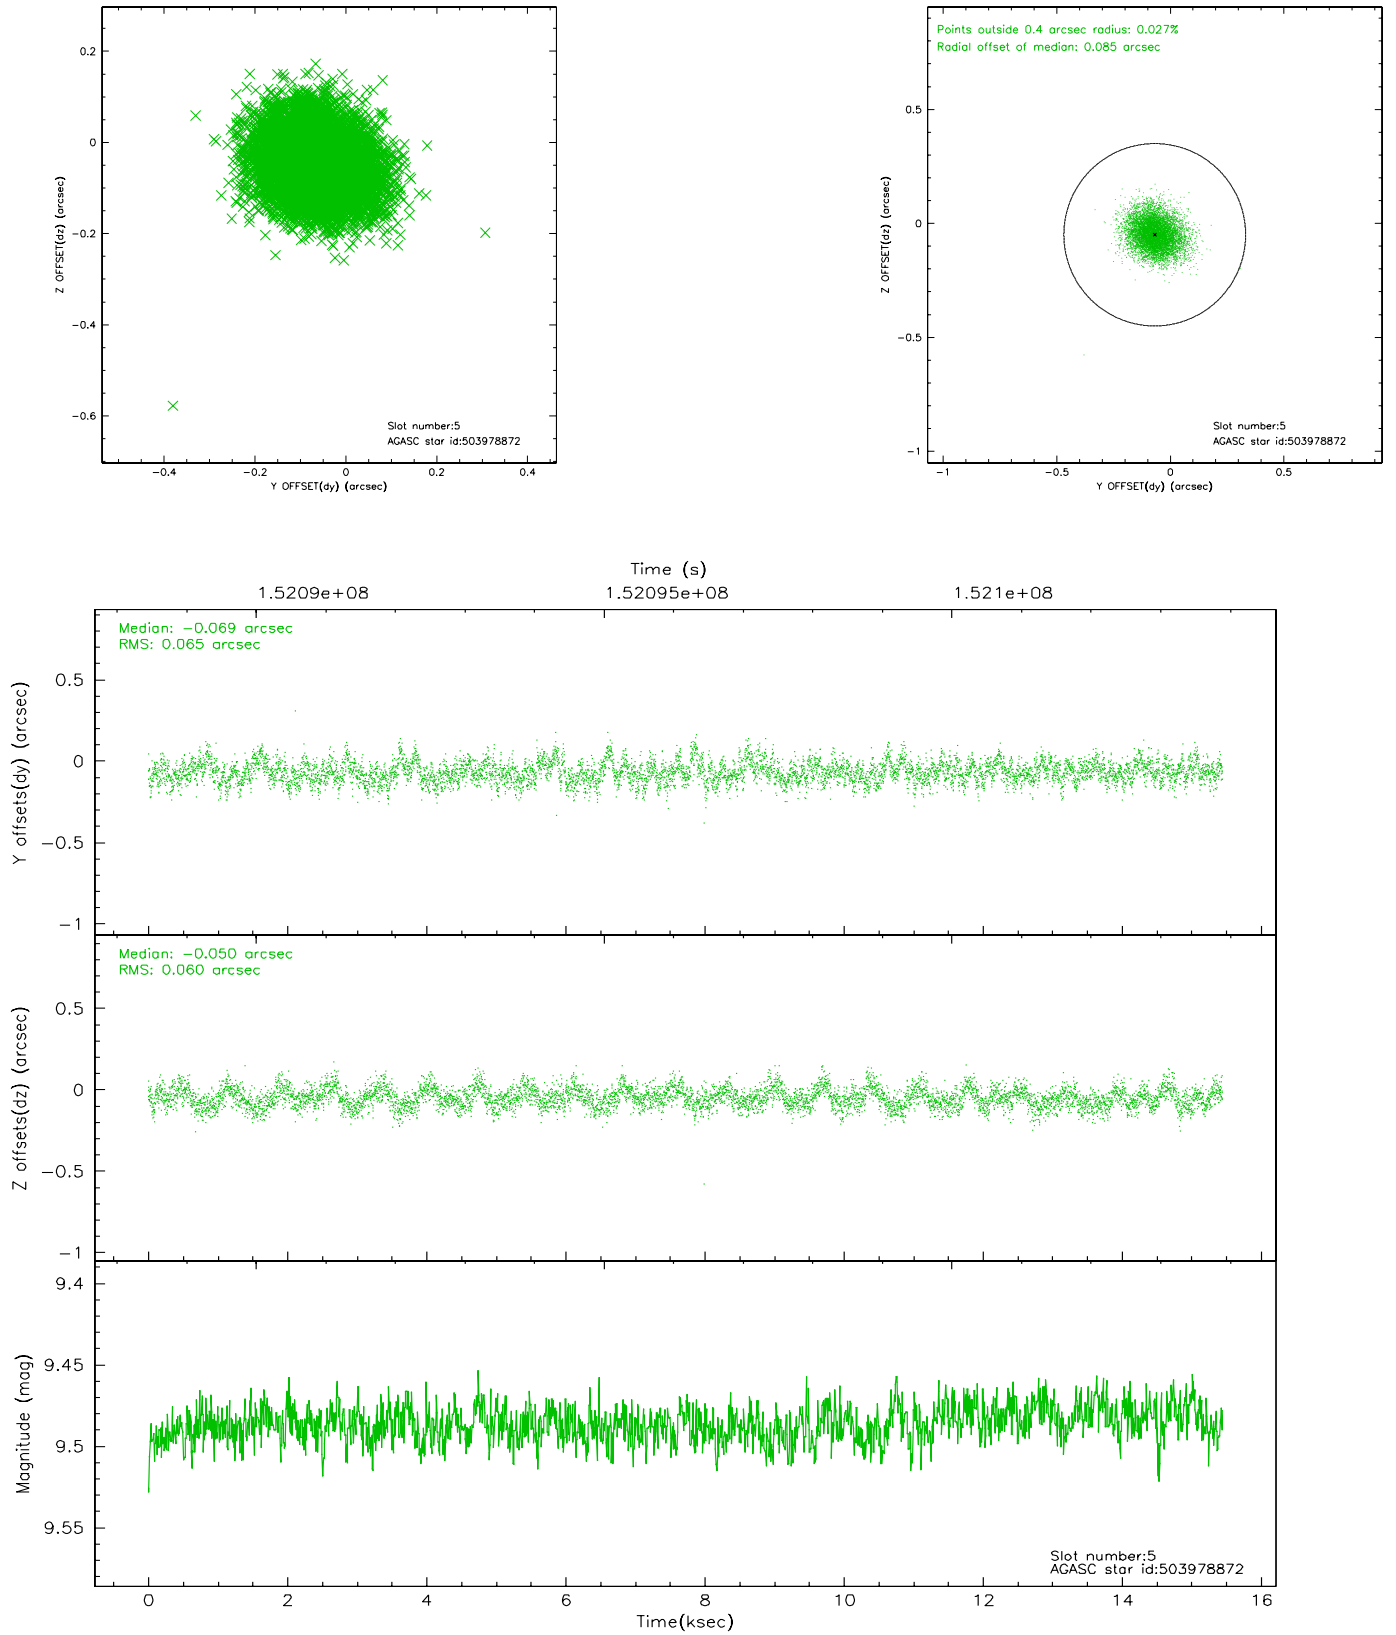 0.2
0
−0.2
−0.4
−0.6
Z OFFSET(dz) (arcsec)
Slot number:5
AGASC star id:503978872
−0.4 −0.2 0 0.2 0.4
Y OFFSET(dy) (arcsec)
Points outside 0.4 arcsec radius: 0.027%
Radial offset of median: 0.085 arcsec
0.5
0
−0.5
−1
Z OFFSET(dz) (arcsec)
Slot number:5
AGASC star id:503978872
−1 −0.5 0 0.5
Y OFFSET(dy) (arcsec)
Time (s)
1.5209e+08 1.52095e+08 1.521e+08
Median: −0.069 arcsec
RMS: 0.065 arcsec
0.5
0
−0.5
−1
Y offsets(dy) (arcsec)
Median: −0.050 arcsec
RMS: 0.060 arcsec
0.5
0
−0.5
−1
Z offsets(dz) (arcsec)
9.4
9.45
9.5
9.55
Magnitude (mag)
Slot number:5
AGASC star id:503978872
0 2 4 6 8 10 12 14 16
Time(ksec)